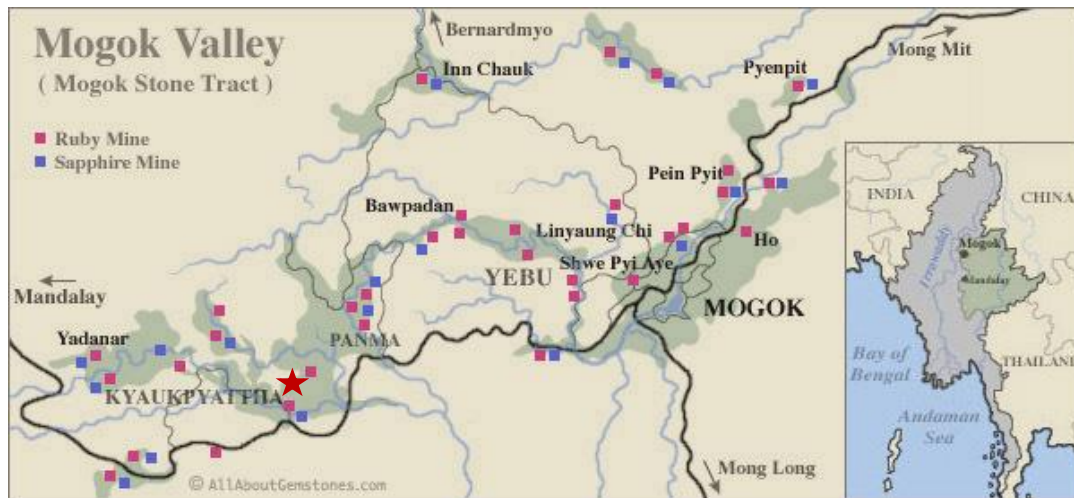 Mogok Valley
( Mogok Stone Tract )
Ruby Mine
Sapphire Mine
Bernardmyo
Inn Chauk
Mong Mit
Pyenpit
Pein Pyit
Bawpadan
Linyaung Chi
Ho
YEBU
Shwe Pyi Aye
MOGOK
Mandalay
PANMA
Yadanar
KYAUKPYATTHA
Mong Long
© AllAboutGemstones.com
INDIA
CHINA
Irrawaddy
Mogok
Mandalay
Bay of
Bengal
THAILAND
Andaman
Sea